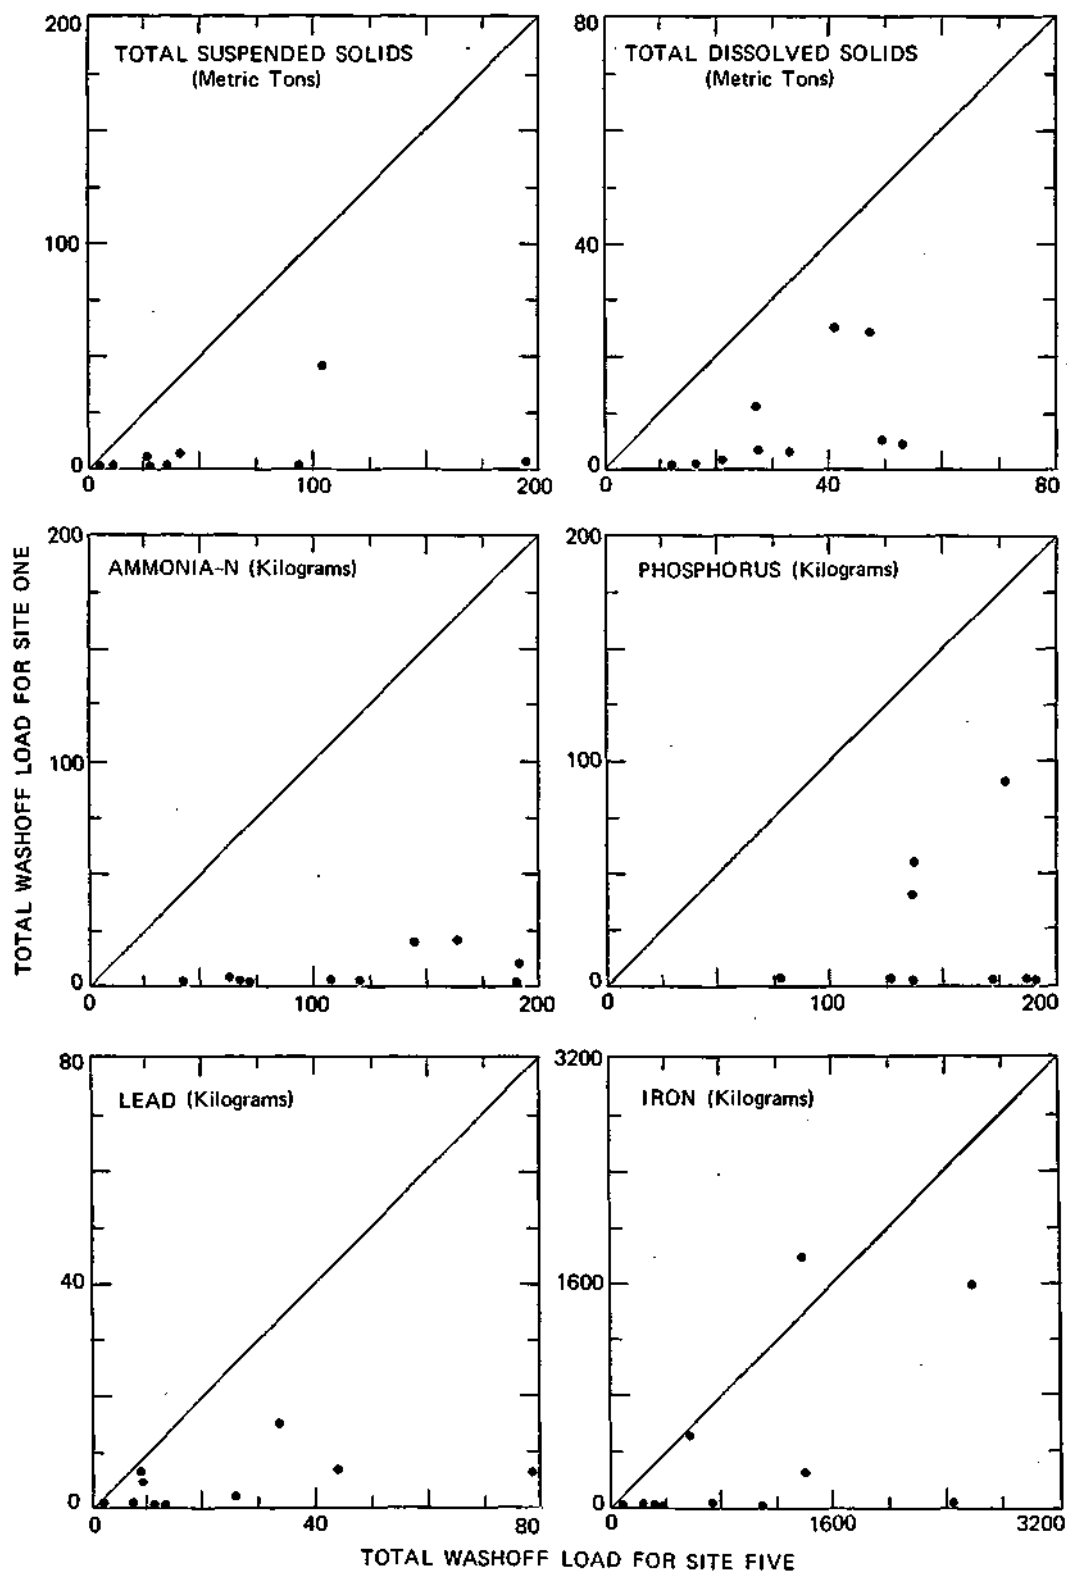 200
TOTAL SUSPENDED SOLIDS
(Metric Tons)
100
0
0 100 200
80
TOTAL DISSOLVED SOLIDS
(Metric Tons)
40
0
0 40 80
TOTAL WASHOFF LOAD FOR SITE ONE
200
AMMONIA-N (Kilograms)
100
0
0 100 200
200
PHOSPHORUS (Kilograms)
100
0
0 100 200
80
LEAD (Kilograms)
40
0
0 40 80
3200
IRON (Kilograms)
1600
0
0 1600 3200
TOTAL WASHOFF LOAD FOR SITE FIVE